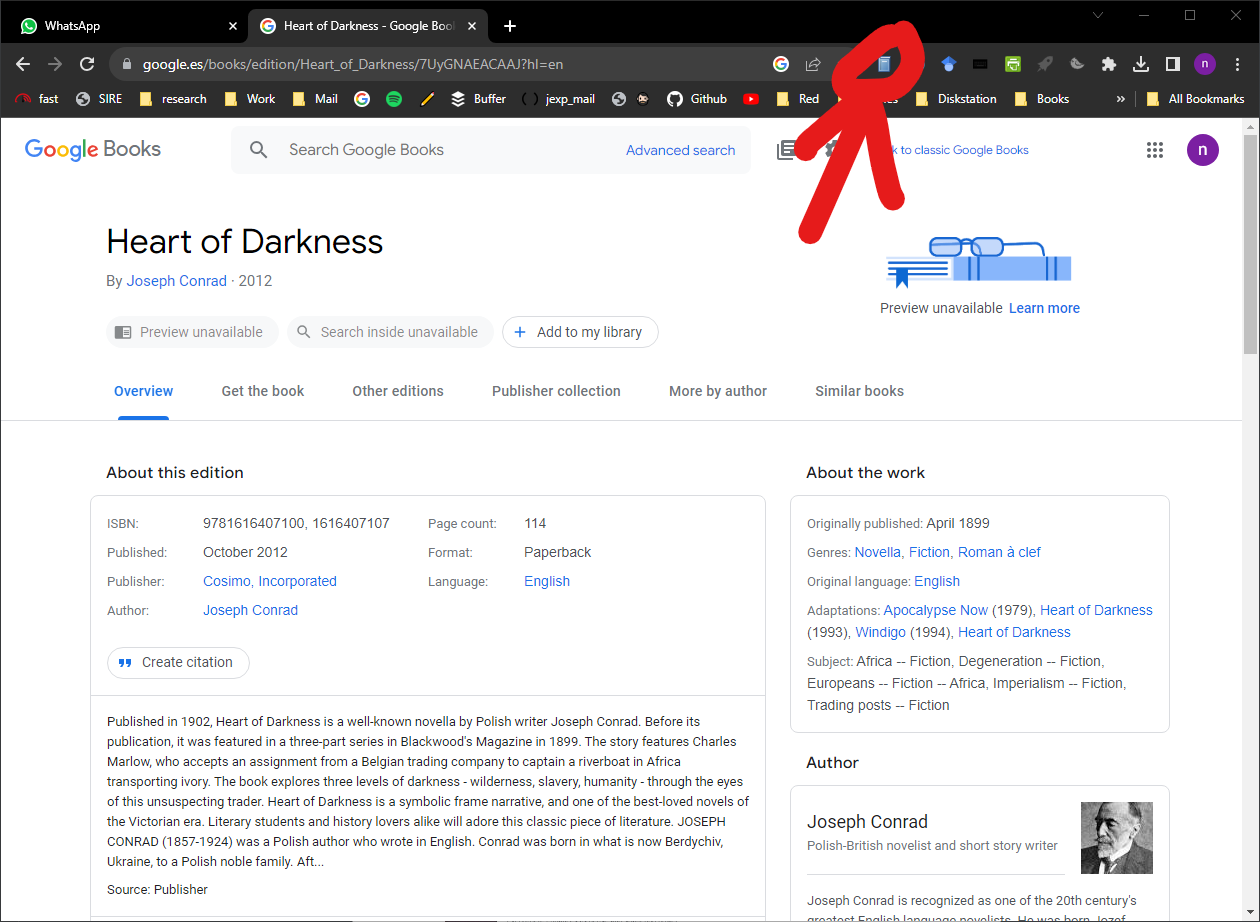 WhatsApp
Heart of Darkness - Google Boo
google.es/books/edition/Heart_of_Darkness/7UyGNAEACAAJ?hl=en
n
fast
SIRE
research
Work
Mail
Buffer
jexp_mail
Github
Red
Diskstation
Books
»
All Bookmarks
Google Books
Search Google Books
Advanced search
to classic Google Books
n
Heart of Darkness
By Joseph Conrad · 2012
Preview unavailable Learn more
Preview unavailable
Search inside unavailable
Add to my library
Overview
Get the book
Other editions
Publisher collection
More by author
Similar books
About this edition
ISBN: 9781616407100, 1616407107
Page count: 114
Published: October 2012
Format: Paperback
Publisher: Cosimo, Incorporated
Language: English
Author: Joseph Conrad
Create citation
Published in 1902, Heart of Darkness is a well-known novella by Polish writer Joseph Conrad. Before its
publication, it was featured in a three-part series in Blackwood's Magazine in 1899. The story features Charles
Marlow, who accepts an assignment from a Belgian trading company to captain a riverboat in Africa
transporting ivory. The book explores three levels of darkness - wilderness, slavery, humanity - through the eyes
of this unsuspecting trader. Heart of Darkness is a symbolic frame narrative, and one of the best-loved novels of
the Victorian era. Literary students and history lovers alike will adore this classic piece of literature. JOSEPH
CONRAD (1857-1924) was a Polish author who wrote in English. Conrad was born in what is now Berdychiv,
Ukraine, to a Polish noble family. Aft...
Source: Publisher
About the work
Originally published: April 1899
Genres: Novella, Fiction, Roman à clef
Original language: English
Adaptations: Apocalypse Now (1979), Heart of Darkness
(1993), Windigo (1994), Heart of Darkness
Subject: Africa -- Fiction, Degeneration -- Fiction,
Europeans -- Fiction -- Africa, Imperialism -- Fiction,
Trading posts -- Fiction
Author
Joseph Conrad
Polish-British novelist and short story writer
Joseph Conrad is recognized as one of the 20th century's
greatest English language novelists. He was born Jozef